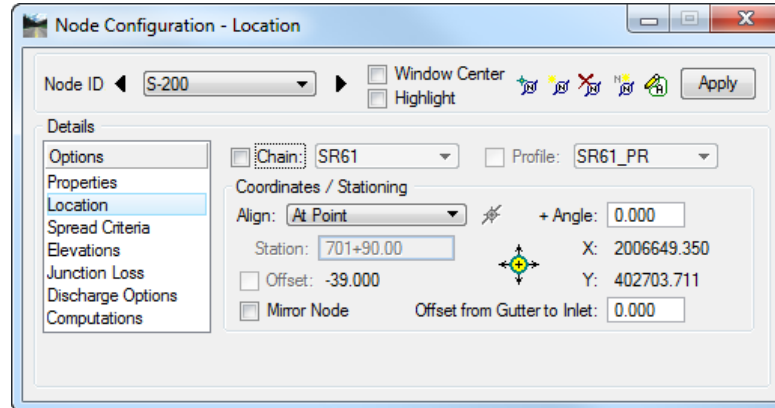 Node Configuration - Location
Node ID S-200 Window Center Apply
Highlight
Details
Options Chain: SR61 Profile: SR61_PR
Properties Coordinates / Stationing
Location Align: At Point + Angle: 0.000
Spread Criteria
Elevations Station: 701+90.00 X: 2006649.350
Junction Loss Offset: -39.000 Y: 402703.711
Discharge Options
Computations Mirror Node Offset from Gutter to Inlet: 0.000